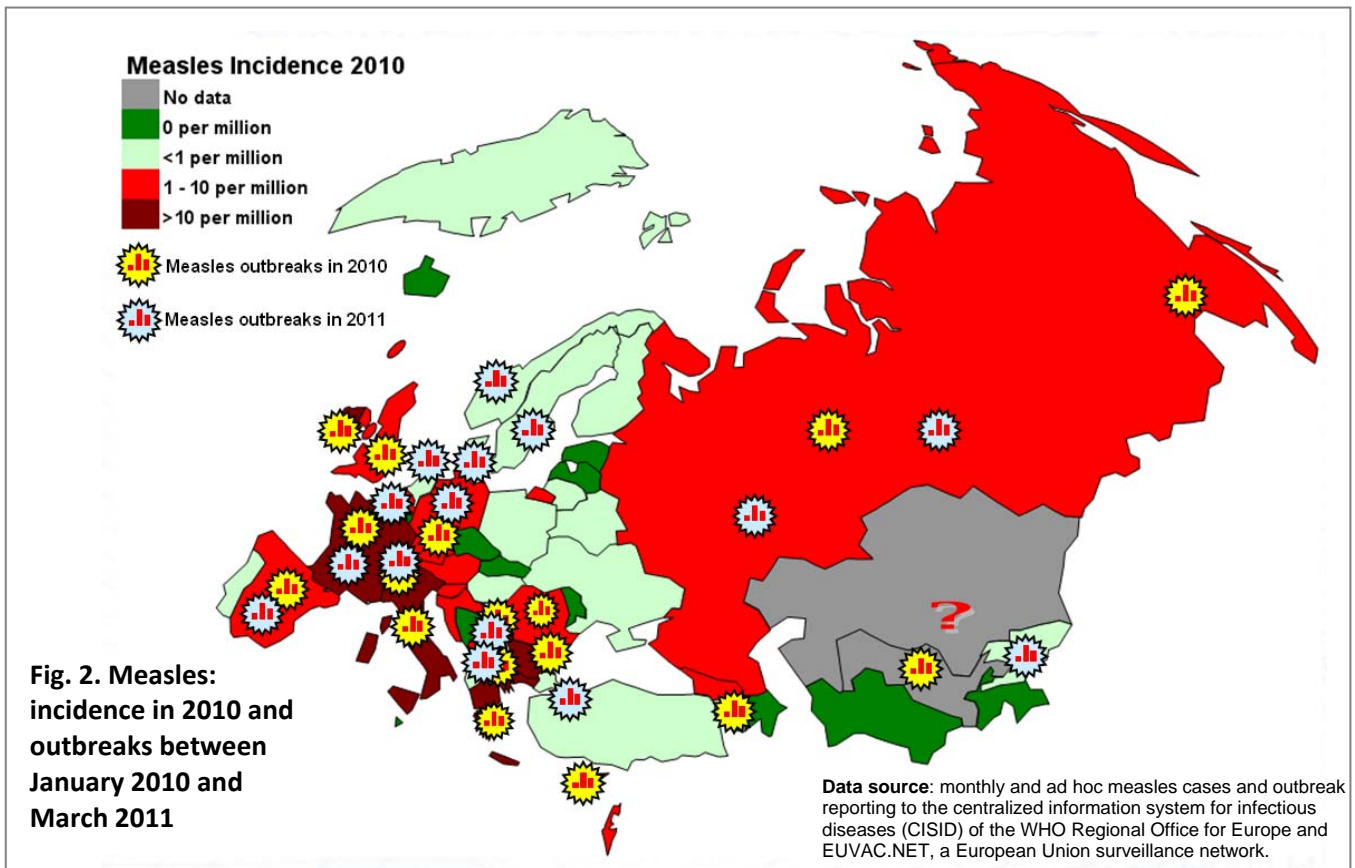 Measles Incidence 2010
No data
0 per million
<1 per million
1 - 10 per million
>10 per million
Measles outbreaks in 2010
Measles outbreaks in 2011
?
Fig. 2. Measles:
incidence in 2010 and
outbreaks between
January 2010 and
March 2011
Data source: monthly and ad hoc measles cases and outbreak
reporting to the centralized information system for infectious
diseases (CISID) of the WHO Regional Office for Europe and
EUVAC.NET, a European Union surveillance network.